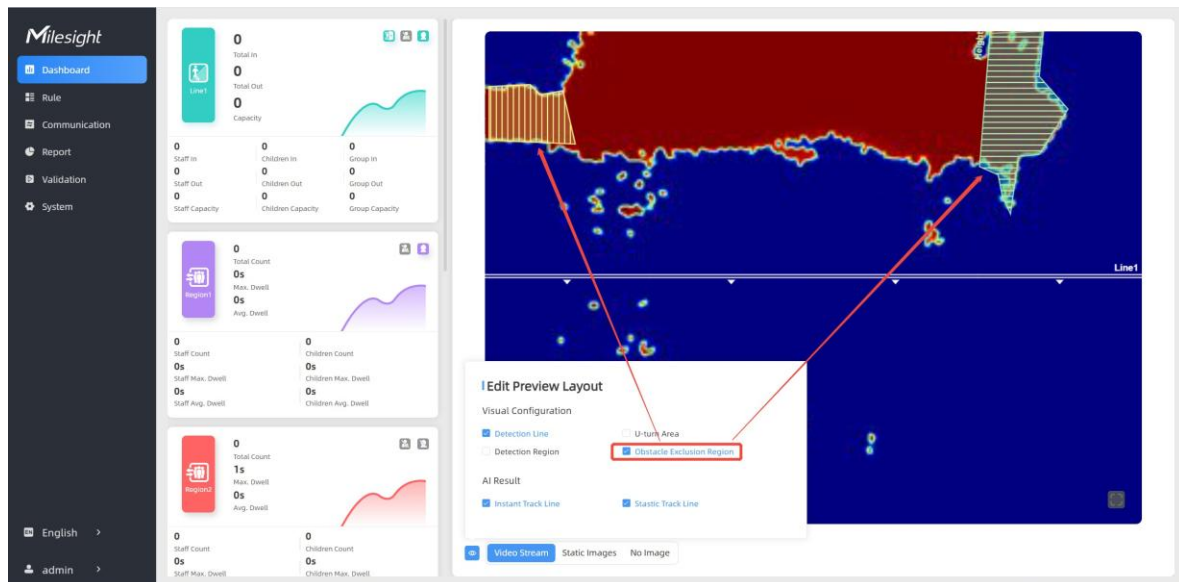 Milesight
Dashboard
Rule
Communication
Report
Validation
System
EN English >
admin >
Line1
0
Total In
0
Total Out
0
Capacity
0 0 0
Staff In Children In Group In
0 0 0
Staff Out Children Out Group Out
0 0 0
Staff Capacity Children Capacity Group Capacity
Region1
0
Total Count
0s
Max. Dwell
0s
Avg. Dwell
0 0
Staff Count Children Count
0s 0s
Staff Max. Dwell Children Max. Dwell
0s 0s
Staff Avg. Dwell Children Avg. Dwell
Region2
0
Total Count
1s
Max. Dwell
0s
Avg. Dwell
0 0
Staff Count Children Count
0s 0s
Staff Max. Dwell Children Max. Dwell
Line1
Edit Preview Layout
Visual Configuration
Detection Line U-turn Area
Detection Region Obstacle Exclusion Region
AI Result
Instant Track Line Stastic Track Line
Video Stream Static Images No Image